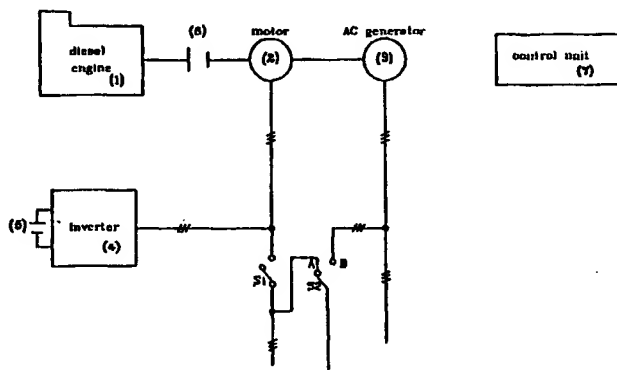 (6)
motor
AC generator
diesel
engine
(1)
(2)
(3)
control unit
(7)
(5)
Inverter
(4)
A
B
S1
S2